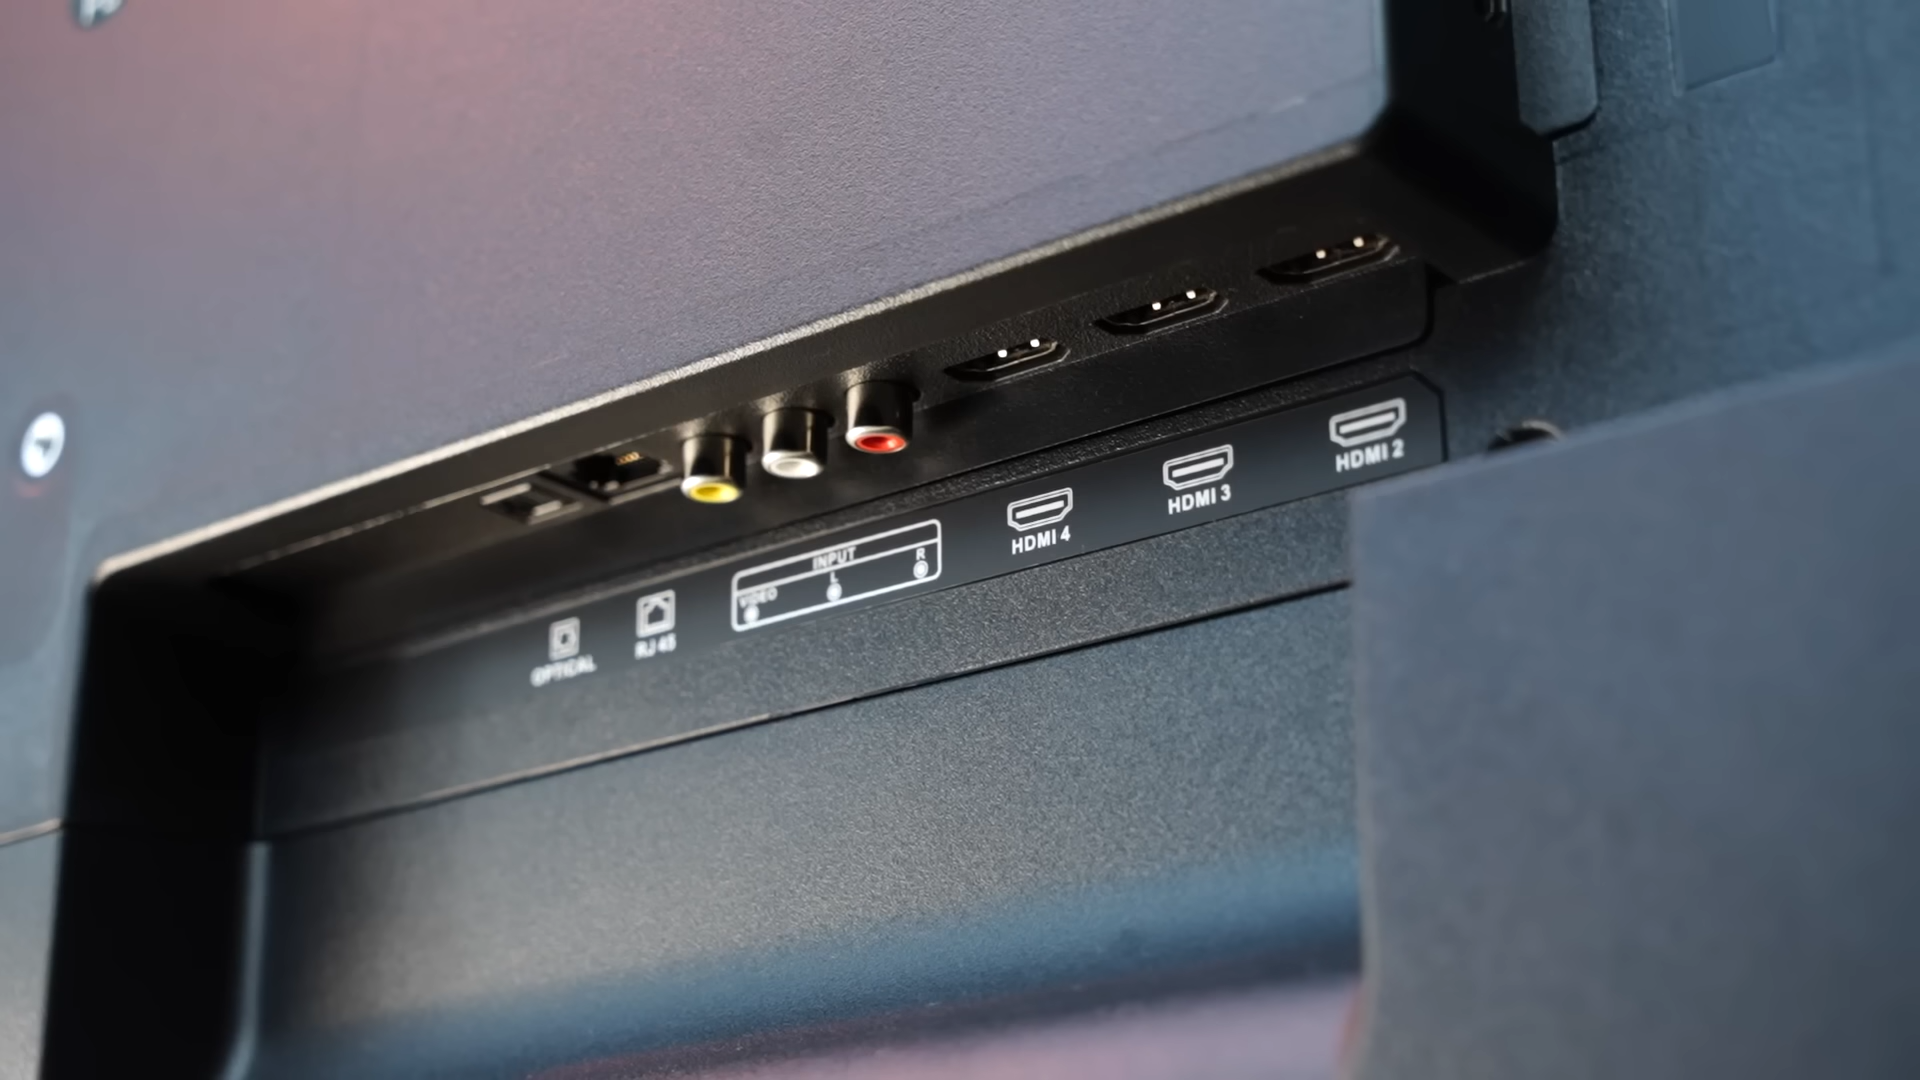 OPTICAL
RJ 45
INPUT
VIDEO
L
R
HDMI 4
HDMI 3
HDMI 2